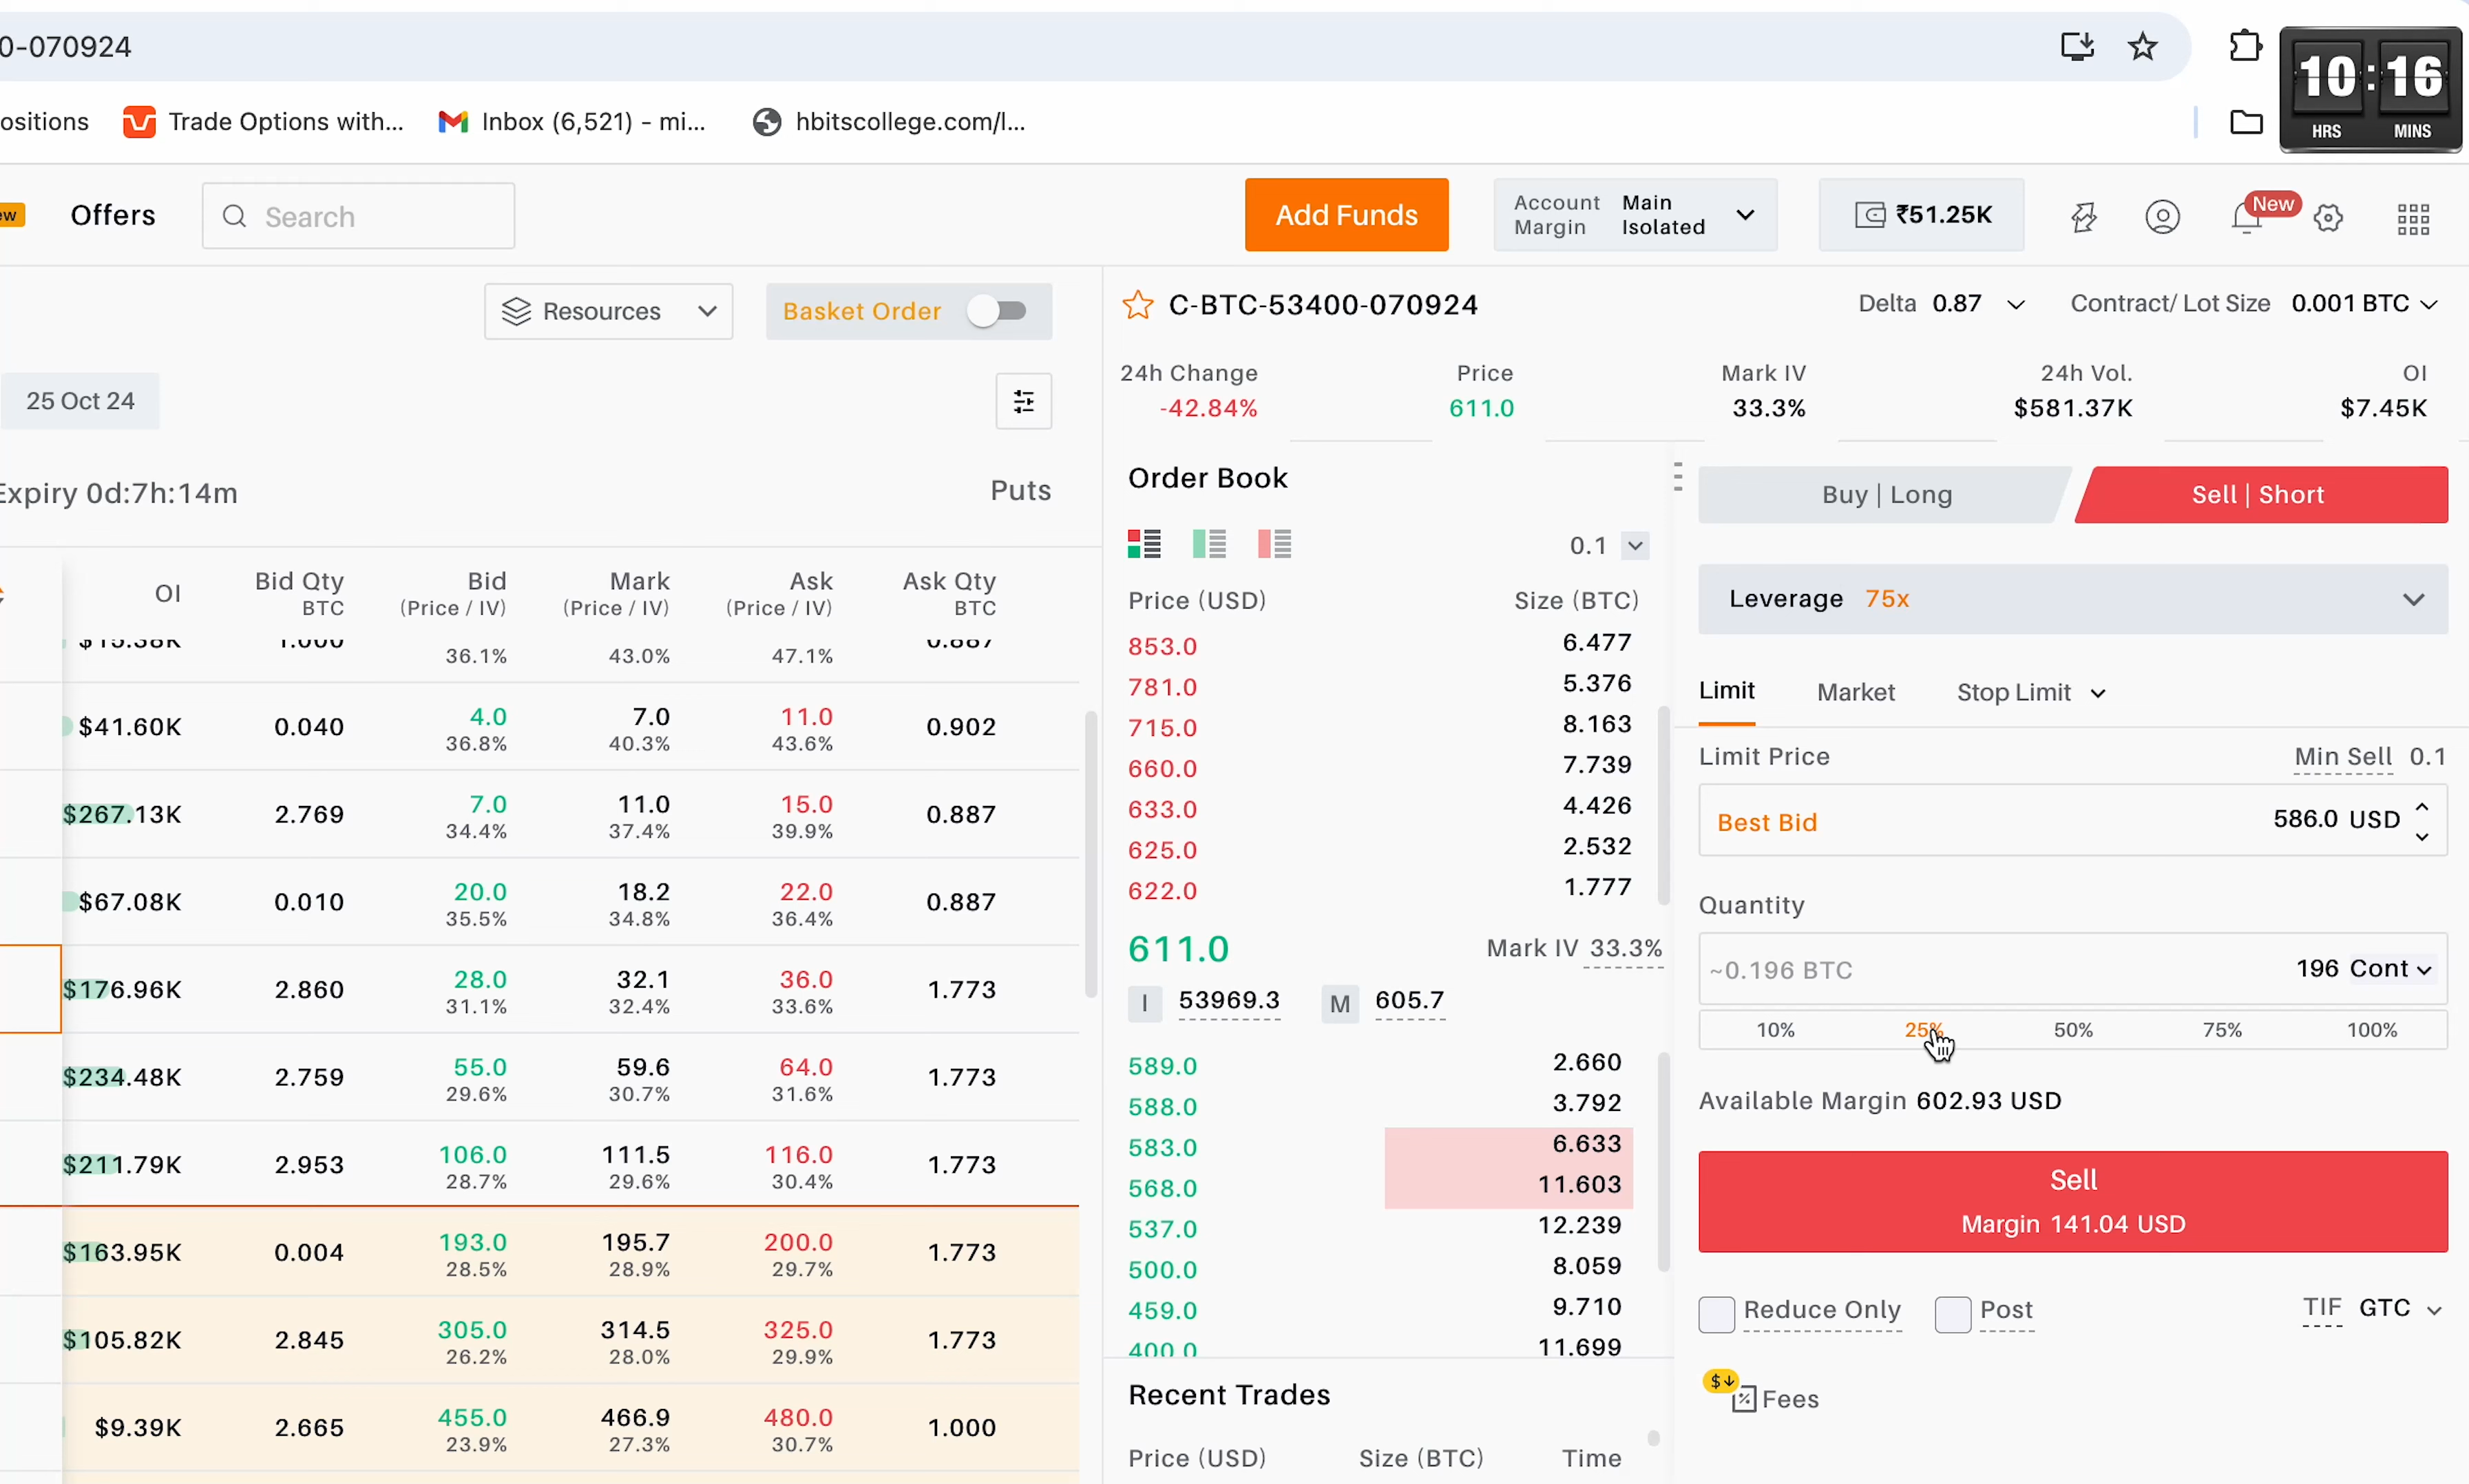 0-070924
10:16
HRS MINS
ositions Trade Options with... Inbox (6,521) - mi... hbitscollege.com/l...
ew Offers Search Add Funds Account Margin Main Isolated ₹51.25K New
Resources Basket Order
C-BTC-53400-070924 Delta 0.87 Contract/ Lot Size 0.001 BTC
24h Change Price Mark IV 24h Vol. OI
-42.84% 611.0 33.3% $581.37K $7.45K
25 Oct 24
Expiry 0d:7h:14m Puts
OI Bid Qty Bid Mark Ask Ask Qty
BTC (Price / IV) (Price / IV) (Price / IV) BTC
$15.38K 1.000 36.1% 43.0% 47.1% 0.887
$41.60K 0.040 4.0 7.0 11.0 0.902
36.8% 40.3% 43.6%
$267.13K 2.769 7.0 11.0 15.0 0.887
34.4% 37.4% 39.9%
$67.08K 0.010 20.0 18.2 22.0 0.887
35.5% 34.8% 36.4%
$176.96K 2.860 28.0 32.1 36.0 1.773
31.1% 32.4% 33.6%
$234.48K 2.759 55.0 59.6 64.0 1.773
29.6% 30.7% 31.6%
$211.79K 2.953 106.0 111.5 116.0 1.773
28.7% 29.6% 30.4%
$163.95K 0.004 193.0 195.7 200.0 1.773
28.5% 28.9% 29.7%
$105.82K 2.845 305.0 314.5 325.0 1.773
26.2% 28.0% 29.9%
$9.39K 2.665 455.0 466.9 480.0 1.000
23.9% 27.3% 30.7%
Order Book
0.1
Price (USD) Size (BTC)
853.0 6.477
781.0 5.376
715.0 8.163
660.0 7.739
633.0 4.426
625.0 2.532
622.0 1.777
611.0 Mark IV 33.3%
I 53969.3 M 605.7
589.0 2.660
588.0 3.792
583.0 6.633
568.0 11.603
537.0 12.239
500.0 8.059
459.0 9.710
400.0 11.699
Recent Trades
Price (USD) Size (BTC) Time
Buy | Long Sell | Short
Leverage 75x
Limit Market Stop Limit
Limit Price Min Sell 0.1
Best Bid 586.0 USD
Quantity
~0.196 BTC 196 Cont
10% 25% 50% 75% 100%
Available Margin 602.93 USD
Sell
Margin 141.04 USD
Reduce Only Post TIF GTC
$ Fees